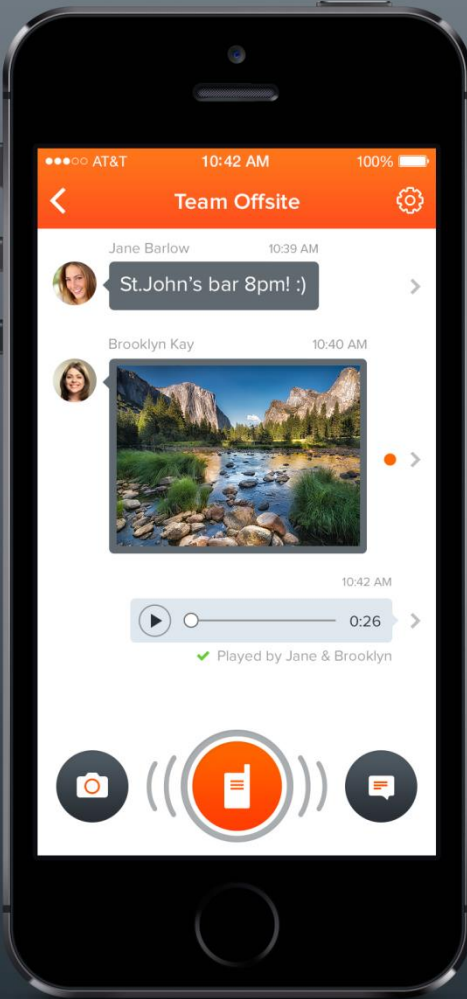 ●●●○○ AT&T 10:42 AM 100%
Team Offsite
Jane Barlow 10:39 AM
St.John's bar 8pm! :)
Brooklyn Kay 10:40 AM
10:42 AM
0:26
Played by Jane & Brooklyn